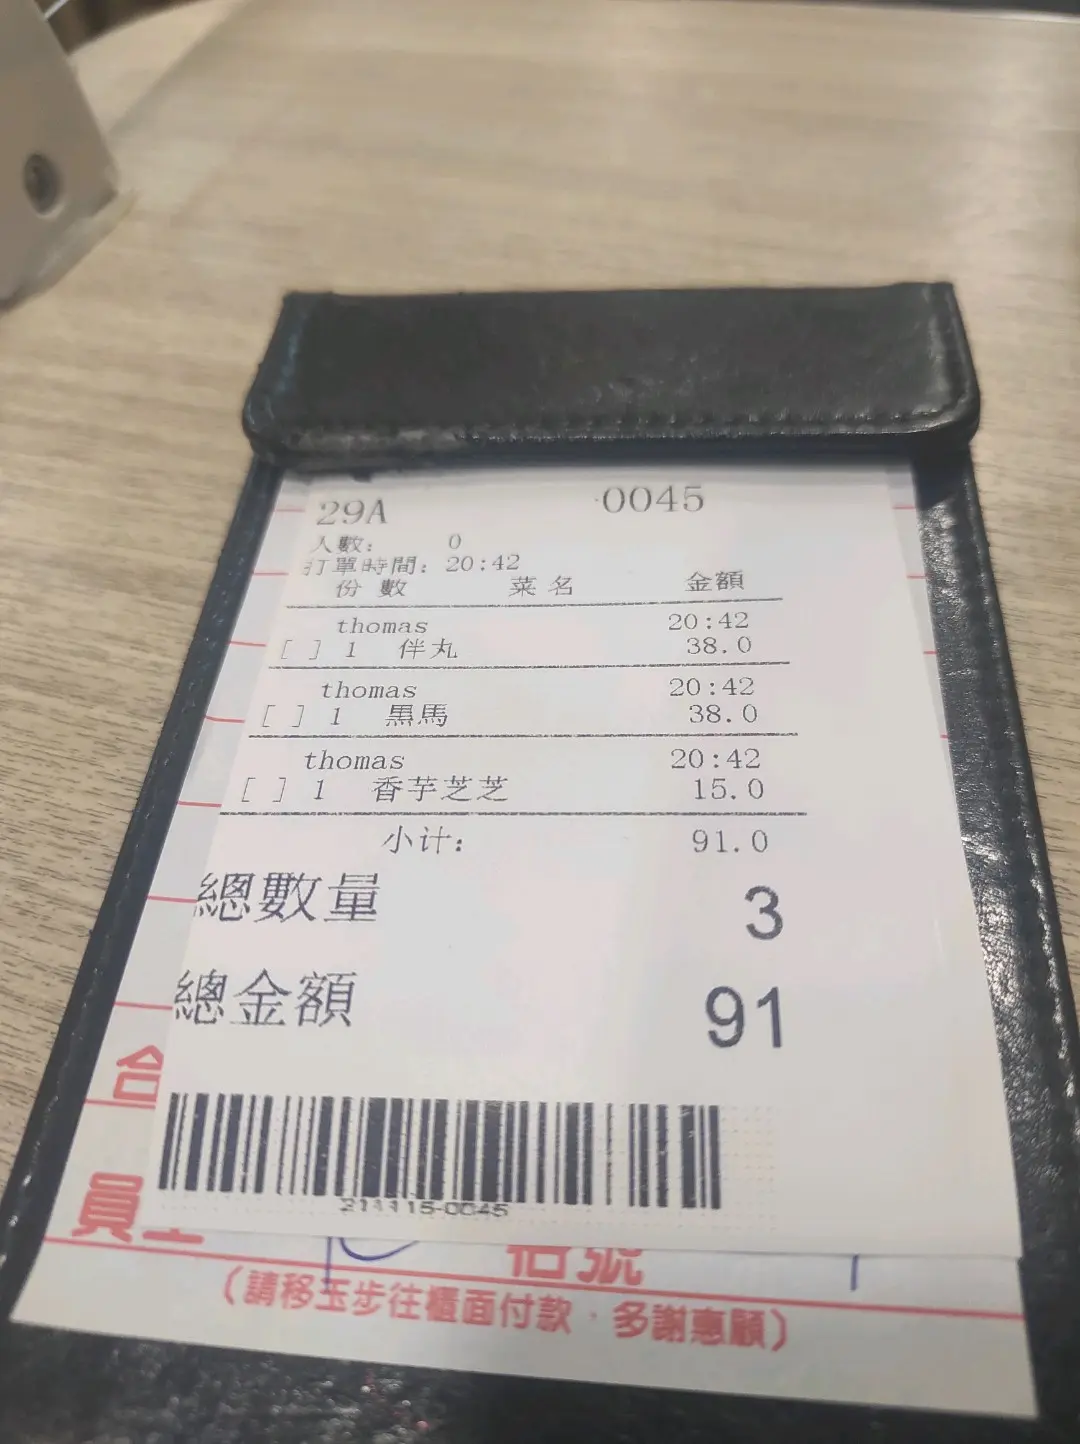 29A 0045
人數： 0
打單時間：20:42
份 數 菜 名 金額
thomas 20:42
[ ] 1 伴丸 38.0
thomas 20:42
[ ] 1 黑馬 38.0
thomas 20:42
[ ] 1 香芋芝芝 15.0
小计： 91.0
總數量 3
總金額 91
211115-0045
合
員
（請移玉步往櫃面付款，多謝惠顧）